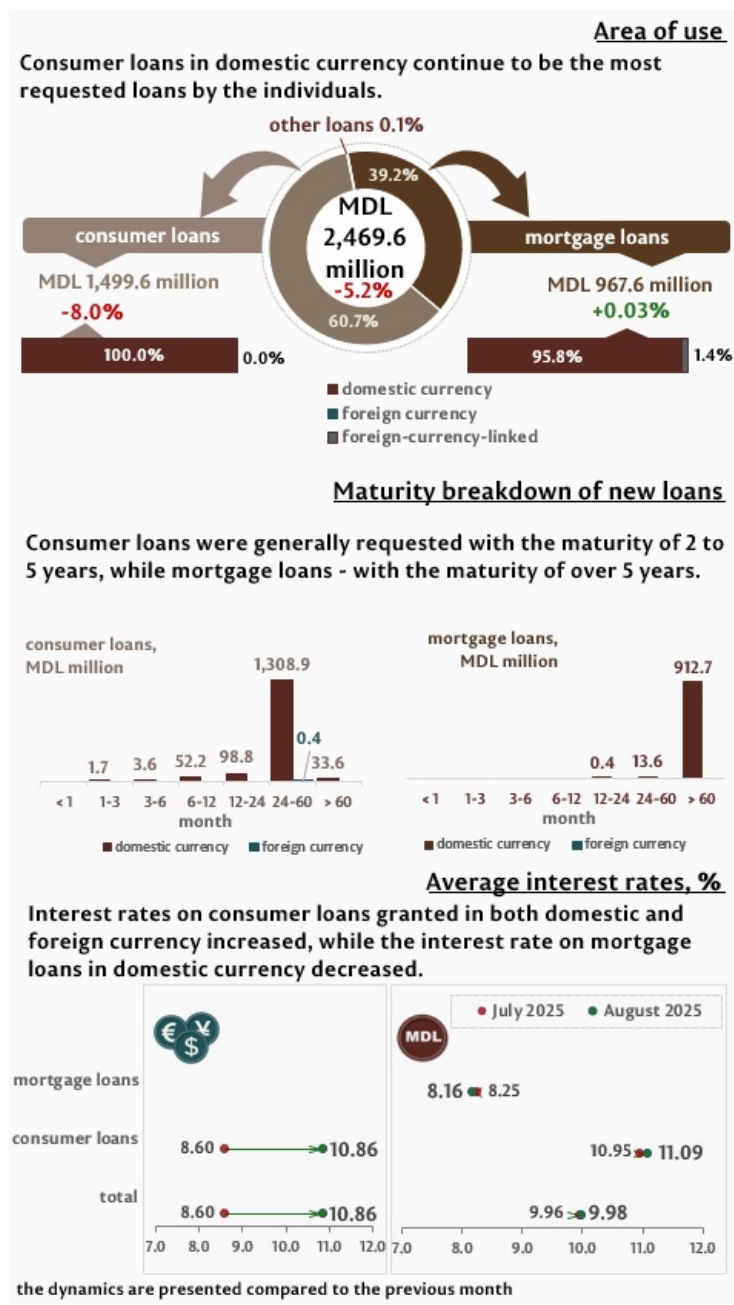 Area of use
Consumer loans in domestic currency continue to be the most
requested loans by the individuals.
other loans 0.1%
39.2%
MDL
2,469.6
million
-5.2%
60.7%
consumer loans
MDL 1,499.6 million
-8.0%
100.0%
0.0%
mortgage loans
MDL 967.6 million
+0.03%
95.8%
1.4%
domestic currency
foreign currency
foreign-currency-linked
Maturity breakdown of new loans
Consumer loans were generally requested with the maturity of 2 to
5 years, while mortgage loans - with the maturity of over 5 years.
consumer loans,
MDL million
1.7
3.6
52.2
98.8
1,308.9
0.4
33.6
<1 1-3 3-6 6-12 12-24 24-60 > 60
month
domestic currency foreign currency
mortgage loans,
MDL million
0.4
13.6
912.7
<1 1-3 3-6 6-12 12-24 24-60 > 60
month
domestic currency foreign currency
Average interest rates, %
Interest rates on consumer loans granted in both domestic and
foreign currency increased, while the interest rate on mortgage
loans in domestic currency decreased.
July 2025 August 2025
€ ¥ $
MDL
mortgage loans
8.16 8.25
consumer loans
8.60 10.86
10.95 11.09
total
8.60 10.86
9.96 9.98
7.0 8.0 9.0 10.0 11.0 12.0
7.0 8.0 9.0 10.0 11.0 12.0
the dynamics are presented compared to the previous month